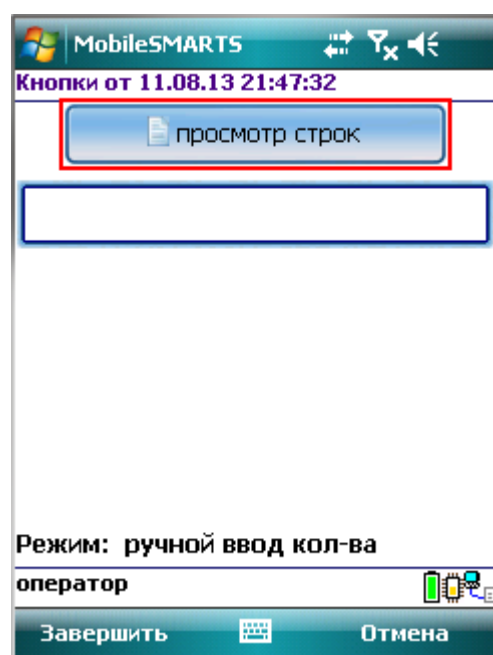 MobileSMARTS
Кнопки от 11.08.13 21:47:32
просмотр строк
Режим: ручной ввод кол-ва
оператор
Завершить Отмена